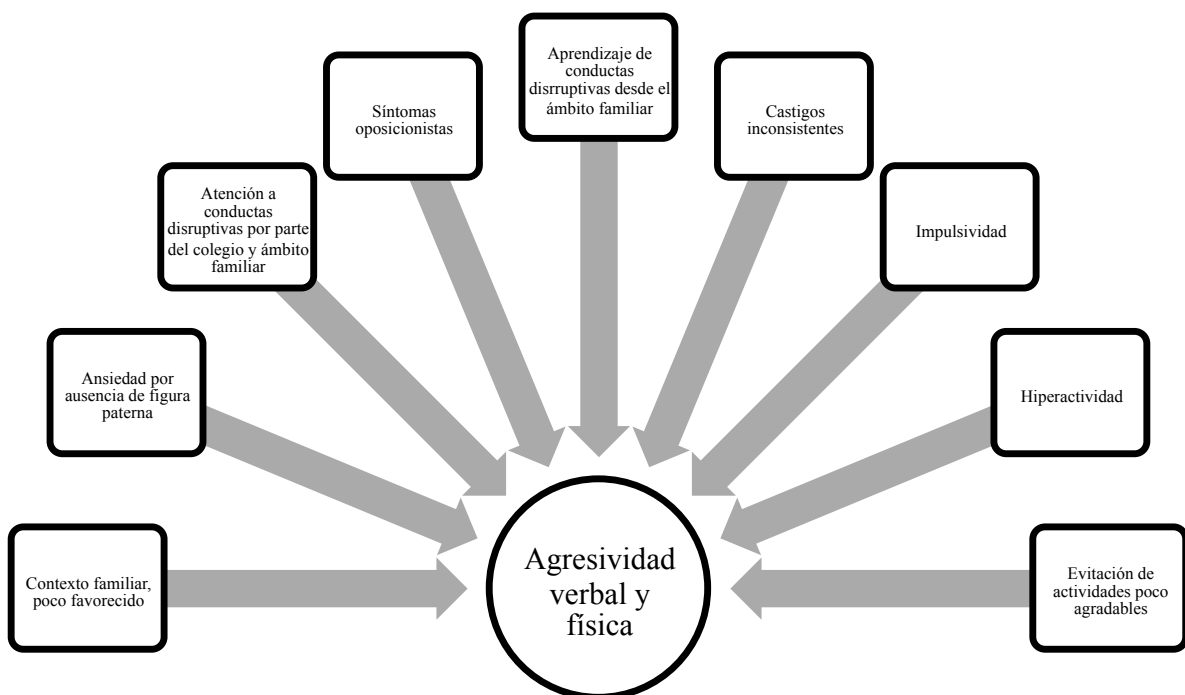 Aprendizaje de
conductas
disrruptivas desde el
ámbito familiar
Síntomas
oposicionistas
Castigos
inconsistentes
Atención a
conductas
disruptivas por parte
del colegio y ámbito
familiar
Impulsividad
Ansiedad por
ausencia de figura
paterna
Hiperactividad
Contexto familiar,
poco favorecido
Agresividad
verbal y
física
Evitación de
actividades poco
agradables